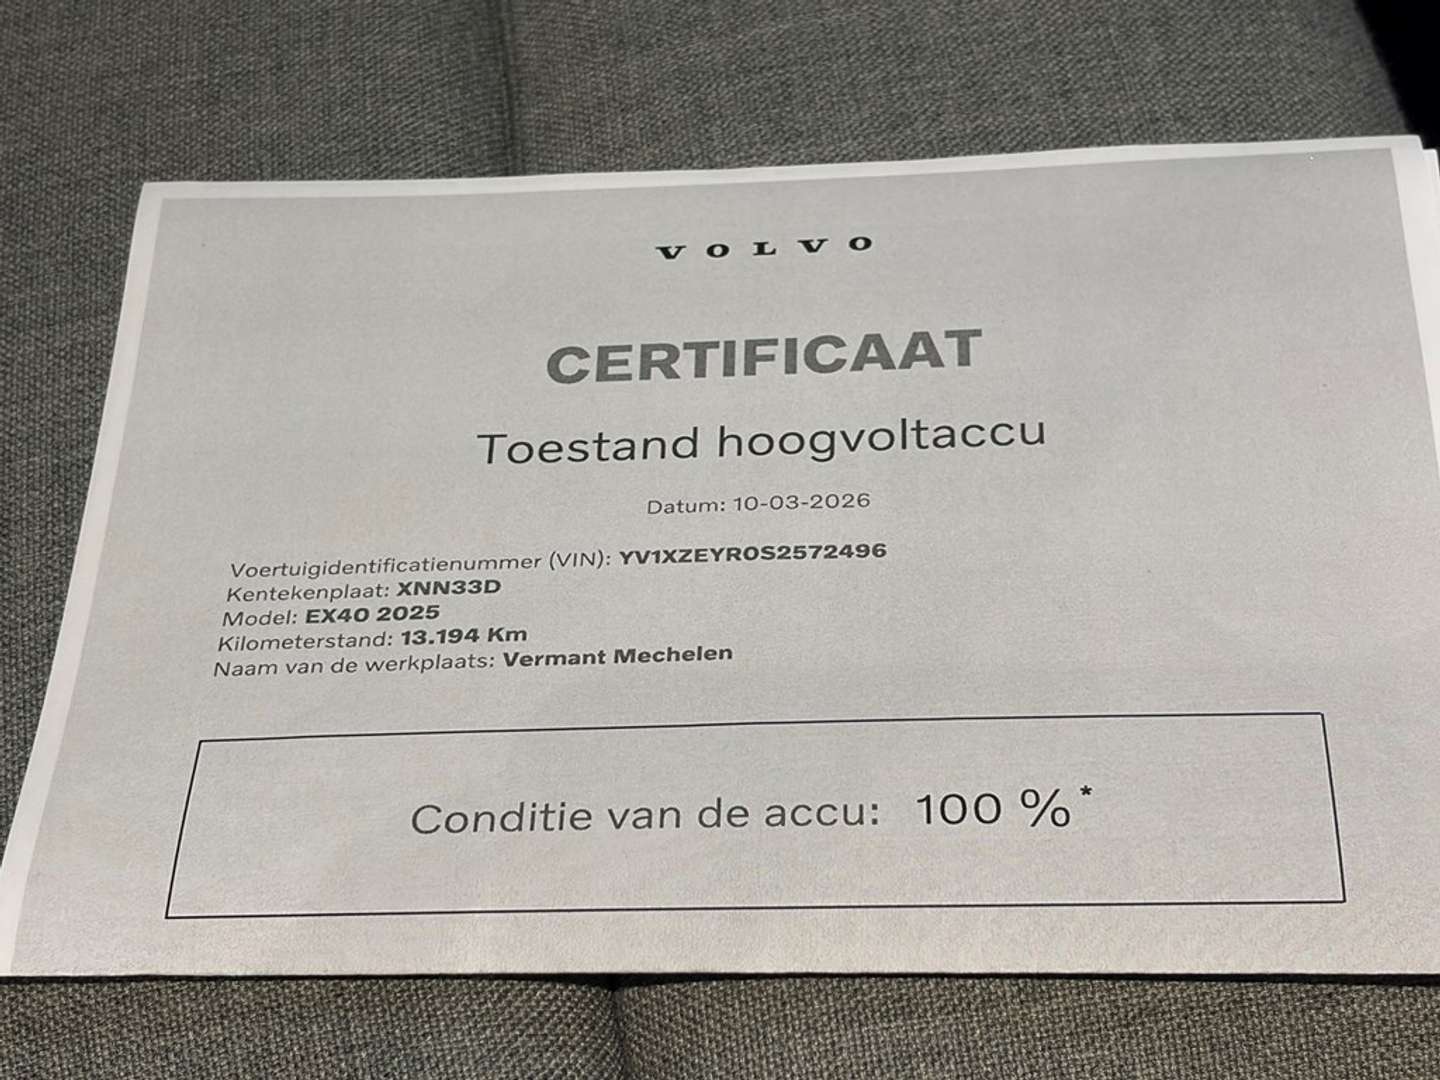 VOLVO
CERTIFICAAT
Toestand hoogvoltaccu
Datum: 10-03-2026
Voertuigidentificatienummer (VIN): YV1XZEYR0S2572496
Kentekenplaat: XNN33D
Model: EX40 2025
Kilometerstand: 13.194 Km
Naam van de werkplaats: Vermant Mechelen
Conditie van de accu: 100 %*